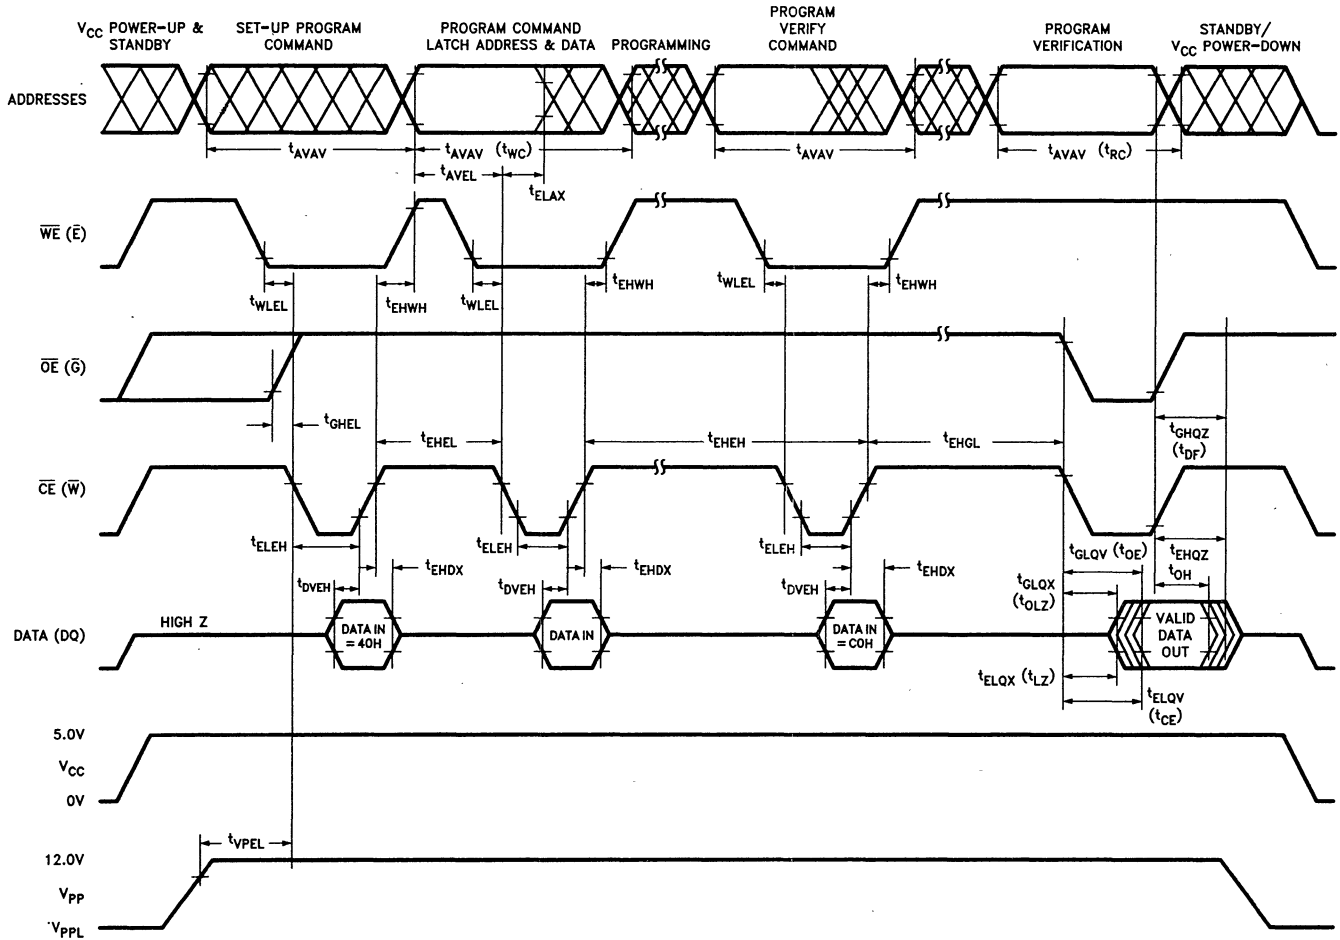 VCC POWER-UP &
STANDBY
SET-UP PROGRAM
COMMAND
PROGRAM COMMAND
LATCH ADDRESS & DATA
PROGRAMMING
PROGRAM
VERIFY
COMMAND
PROGRAM
VERIFICATION
STANDBY/
VCC POWER-DOWN
ADDRESSES
tAVAV
tAVAV (tWC)
tAVAV
tAVAV (tRC)
tAVEL
tELAX
WE (E)
tWLEL
tEHWH
tWLEL
tEHWH
tWLEL
tEHWH
OE (G)
tGHEL
tEHEL
tEHEH
tEHGL
tGHQZ
(tDF)
CE (W)
tELEH
tELEH
tELEH
tGLQV (tOE)
tEHQZ
tDVEH
tEHDX
tDVEH
tEHDX
tDVEH
tEHDX
tGLQX
(tOLZ)
tOH
DATA (DQ)
HIGH Z
DATA IN
= 40H
DATA IN
DATA IN
= C0H
VALID
DATA
OUT
tELQX (tLZ)
tELQV
(tCE)
5.0V
VCC
0V
tVPEL
12.0V
VPP
VPPL